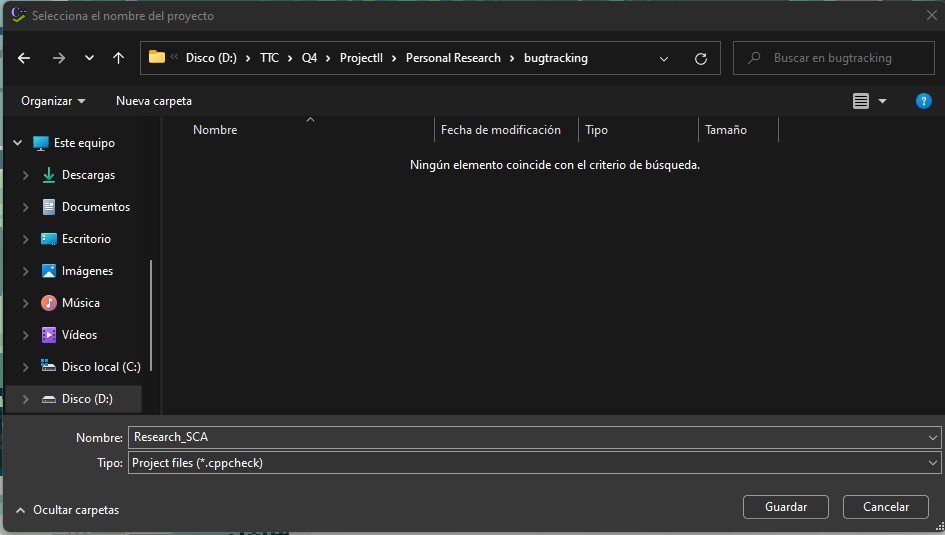 Selecciona el nombre del proyecto
Disco (D:) > TTC > Q4 > ProjectII > Personal Research > bugtracking
Buscar en bugtracking
Organizar
Nueva carpeta
Nombre
Fecha de modificación
Tipo
Tamaño
Ningún elemento coincide con el criterio de búsqueda.
Este equipo
Descargas
Documentos
Escritorio
Imágenes
Música
Vídeos
Disco local (C:)
Disco (D:)
Nombre: Research_SCA
Tipo: Project files (*.cppcheck)
Ocultar carpetas
Guardar
Cancelar